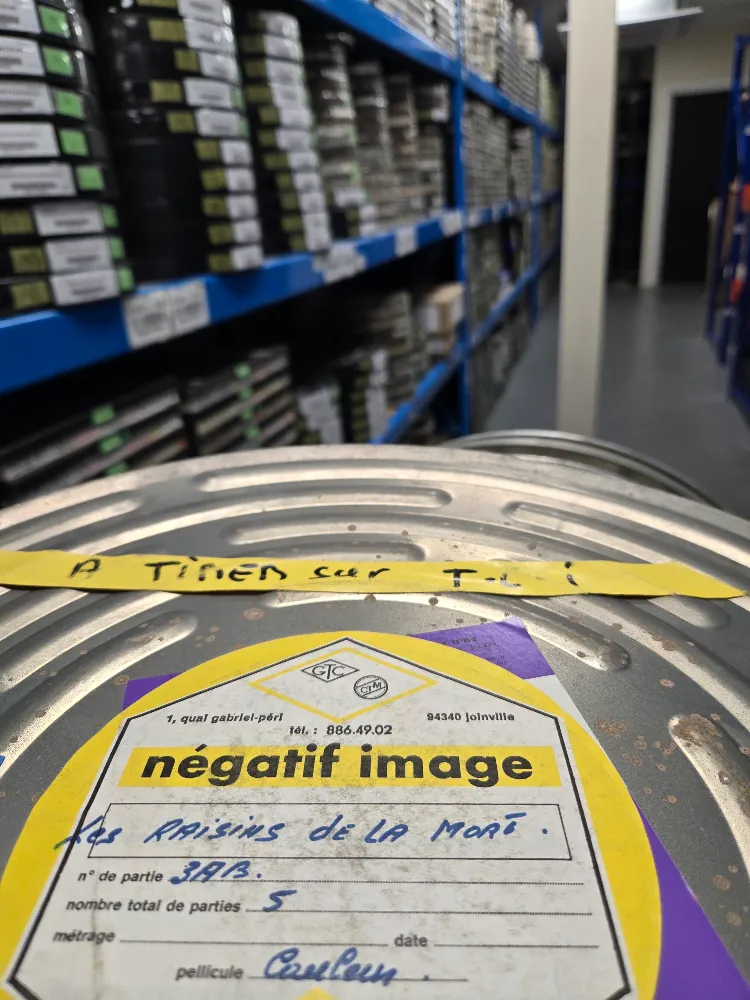 A TiRER sur
GTC
CTM
1, quai gabriel-péri
94340 joinville
tél. : 886.49.02
négatif image
Les RAISINS de LA MORT.
n° de partie 3AB.
nombre total de parties 5
métrage
date
pellicule Couleur.